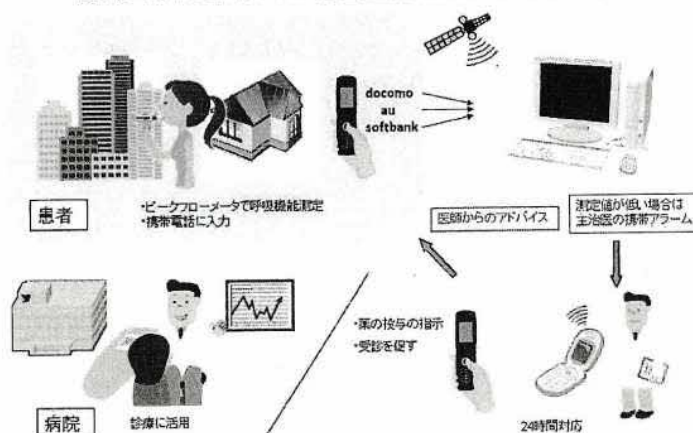 docomo
au
softbank
患者
・ピークフローメータで呼吸機能測定
・携帯電話に入力
医師からのアドバイス
測定値が低い場合は
主治医の携帯アラーム
・薬の投与の指示
・受診を促す
病院
診療に活用
24時間対応